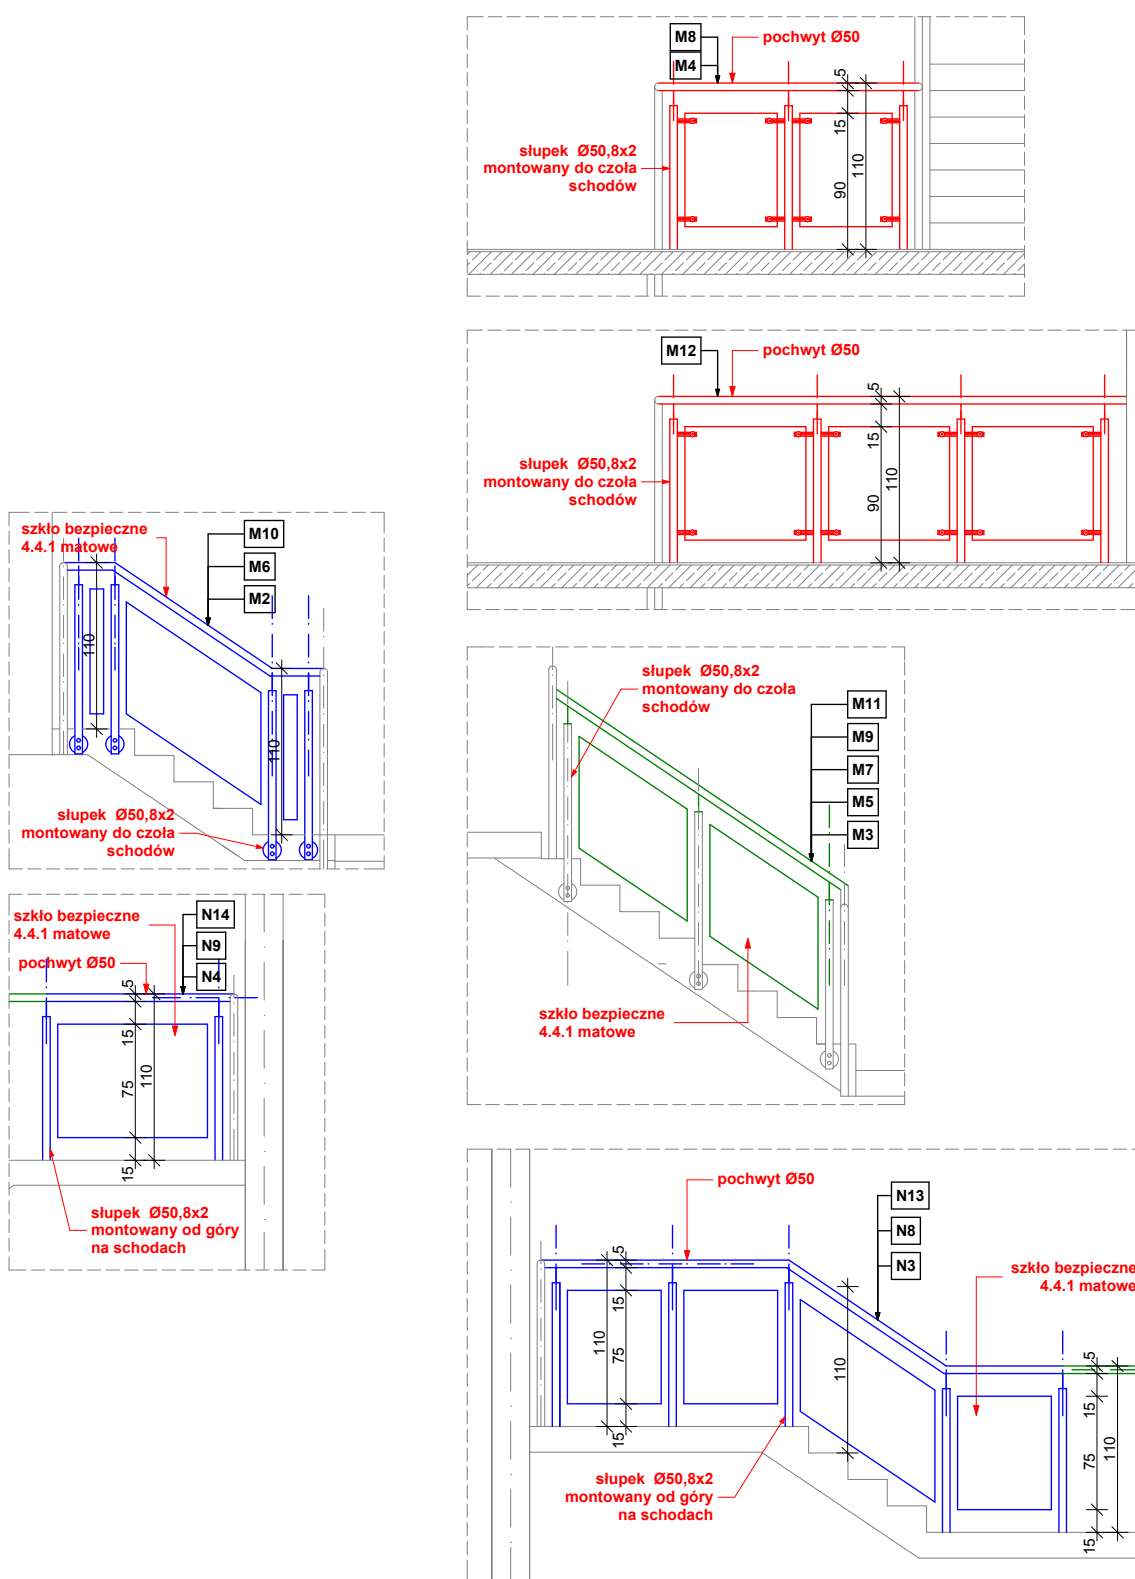 M8
M4
pochwyt Ø50
słupek Ø50,8x2
montowany do czoła
schodów
5
15
90
110
M12
pochwyt Ø50
słupek Ø50,8x2
montowany do czoła
schodów
5
15
90
110
szkło bezpieczne
4.4.1 matowe
M10
M6
M2
110
110
słupek Ø50,8x2
montowany do czoła
schodów
słupek Ø50,8x2
montowany do czoła
schodów
M11
M9
M7
M5
M3
szkło bezpieczne
4.4.1 matowe
szkło bezpieczne
4.4.1 matowe
pochwyt Ø50
N14
N9
N4
5
15
75
110
15
słupek Ø50,8x2
montowany od góry
na schodach
pochwyt Ø50
N13
N8
N3
szkło bezpieczne
4.4.1 matowe
5
15
110
75
15
110
5
15
75
110
15
słupek Ø50,8x2
montowany od góry
na schodach